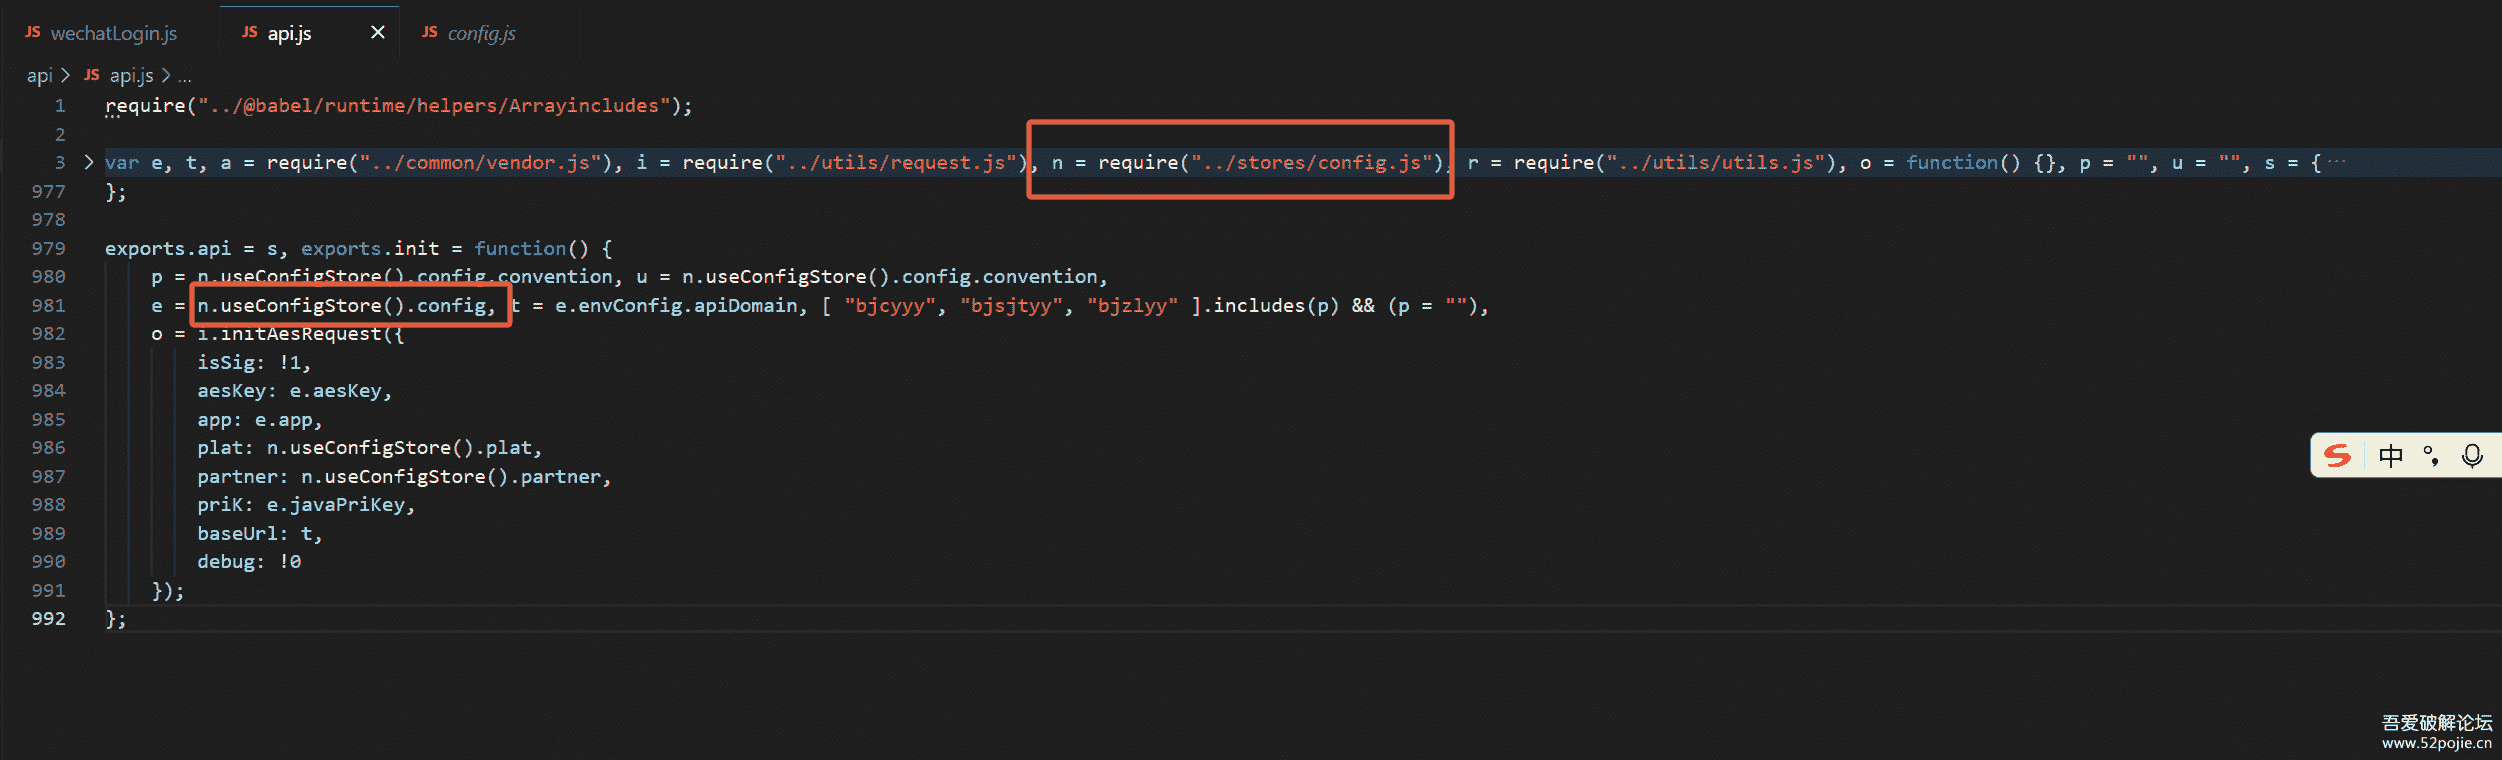 JS wechatLogin.js JS api.js × JS config.js
api > JS api.js > ...
1 require("../@babel/runtime/helpers/Arrayincludes");
2
3 > var e, t, a = require("../common/vendor.js"), i = require("../utils/request.js"), n = require("../stores/config.js"), r = require("../utils/utils.js"), o = function() {}, p = "", u = "", s = {···
977 };
978
979 exports.api = s, exports.init = function() {
980 p = n.useConfigStore().config.convention, u = n.useConfigStore().config.convention,
981 e = n.useConfigStore().config, t = e.envConfig.apiDomain, [ "bjcyyy", "bjsjtyy", "bjzlyy" ].includes(p) && (p = ""),
982 o = i.initAesRequest({
983 isSig: !1,
984 aesKey: e.aesKey,
985 app: e.app,
986 plat: n.useConfigStore().plat,
987 partner: n.useConfigStore().partner,
988 priK: e.javaPriKey,
989 baseUrl: t,
990 debug: !0
991 });
992 };
S 中 °,
吾爱破解论坛
www.52pojie.cn